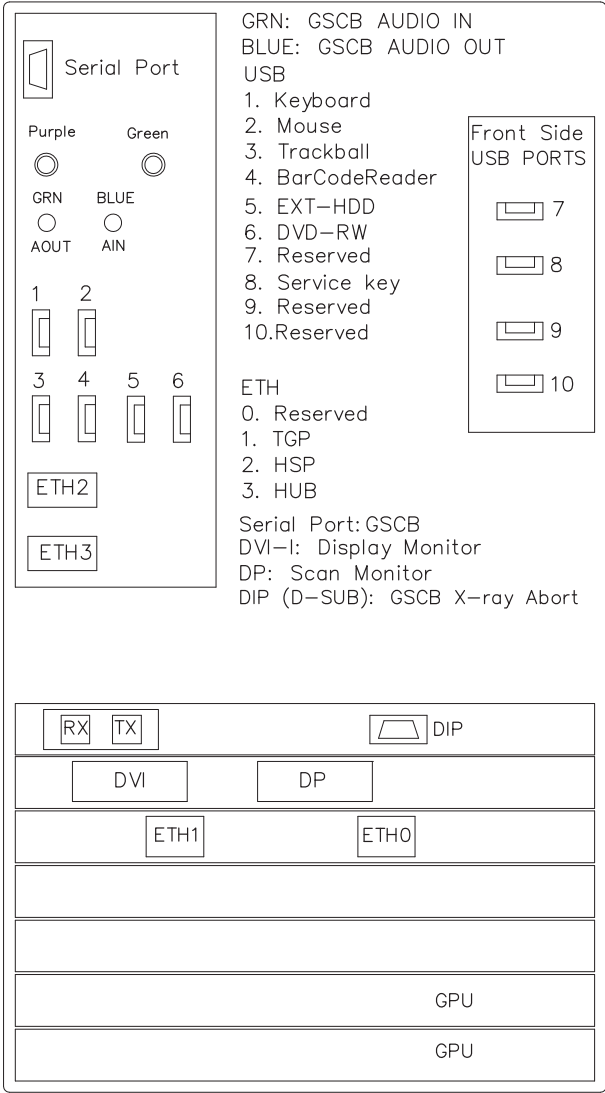 Serial Port
Purple Green
GRN BLUE
AOUT AIN
1 2
3 4 5 6
ETH2
ETH3
GRN: GSCB AUDIO IN
BLUE: GSCB AUDIO OUT
USB
1. Keyboard
2. Mouse
3. Trackball
4. BarCodeReader
5. EXT-HDD
6. DVD-RW
7. Reserved
8. Service key
9. Reserved
10.Reserved
ETH
0. Reserved
1. TGP
2. HSP
3. HUB
Serial Port: GSCB
DVI-I: Display Monitor
DP: Scan Monitor
DIP (D-SUB): GSCB X-ray Abort
Front Side
USB PORTS
7
8
9
10
RX TX DIP
DVI DP
ETH1 ETH0
GPU
GPU